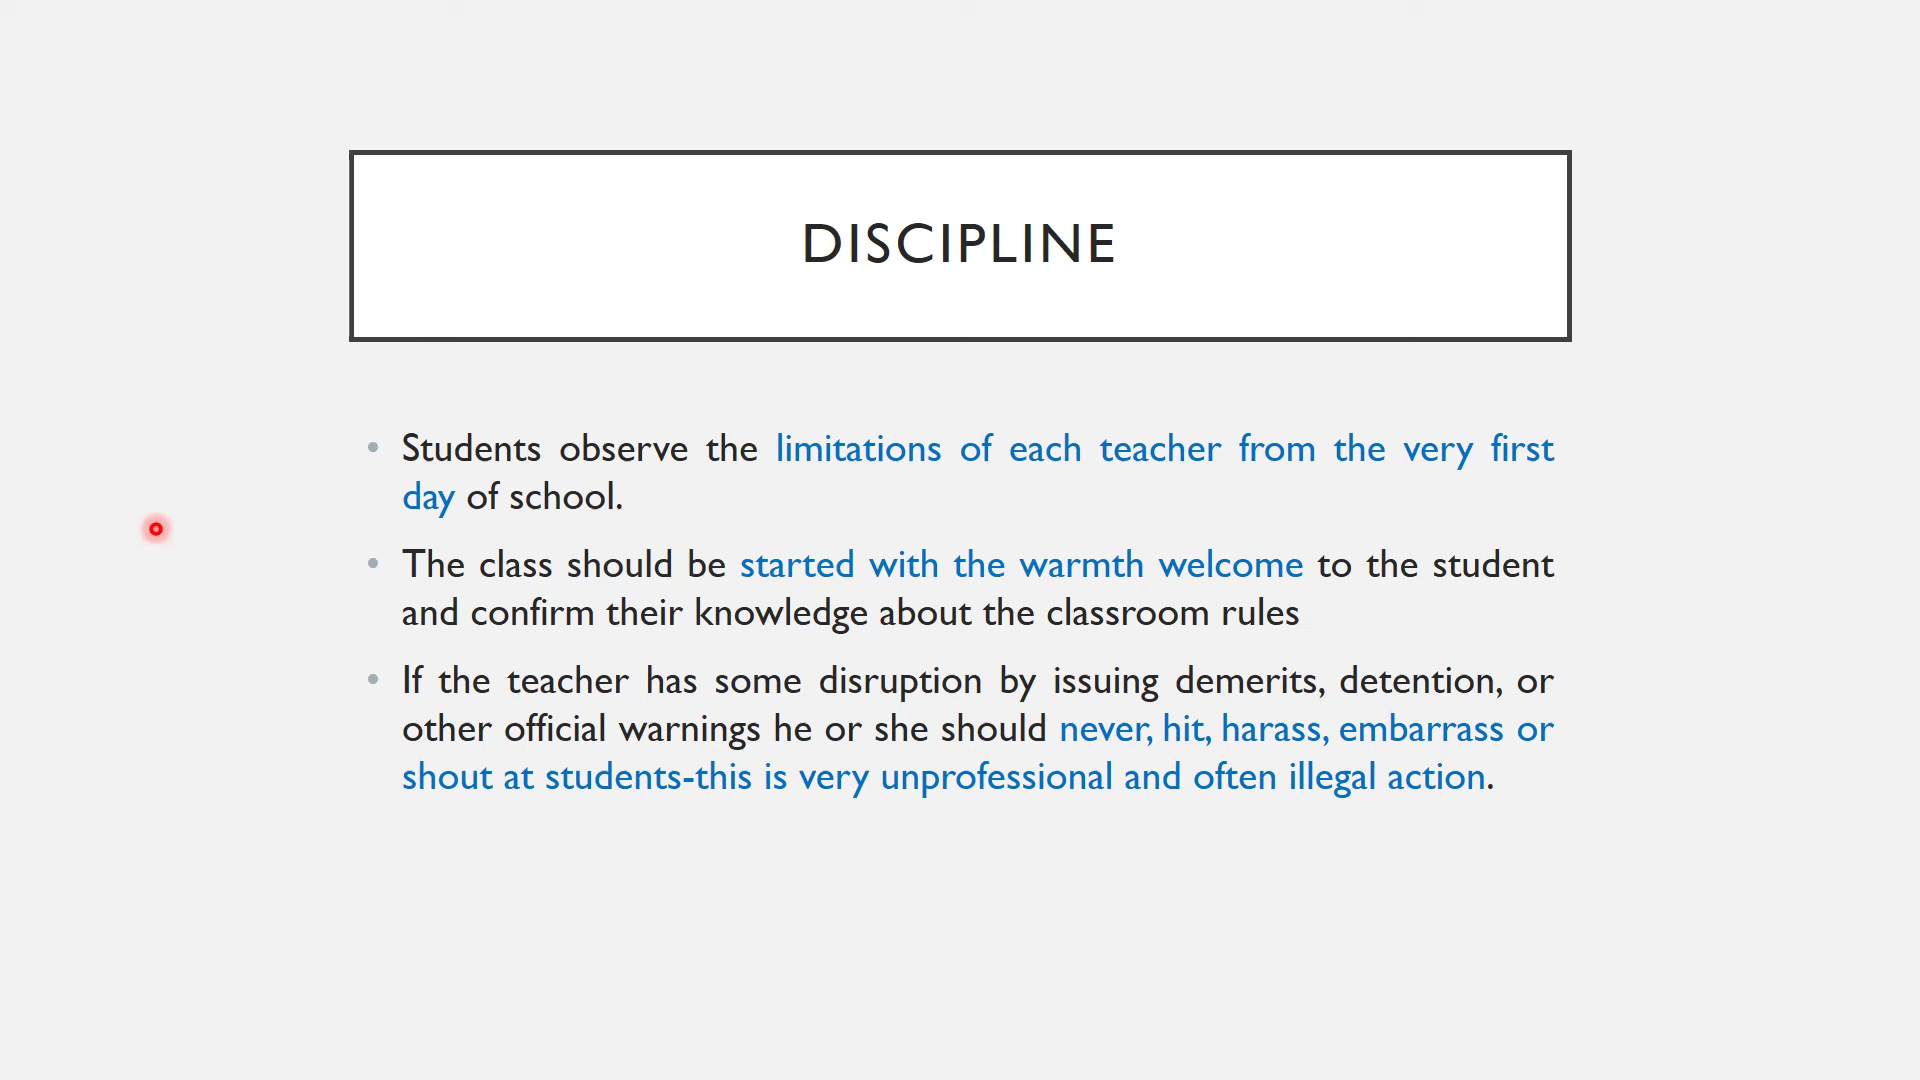 DISCIPLINE
• Students observe the limitations of each teacher from the very first
day of school.
• The class should be started with the warmth welcome to the student
and confirm their knowledge about the classroom rules
• If the teacher has some disruption by issuing demerits, detention, or
other official warnings he or she should never, hit, harass, embarrass or
shout at students-this is very unprofessional and often illegal action.